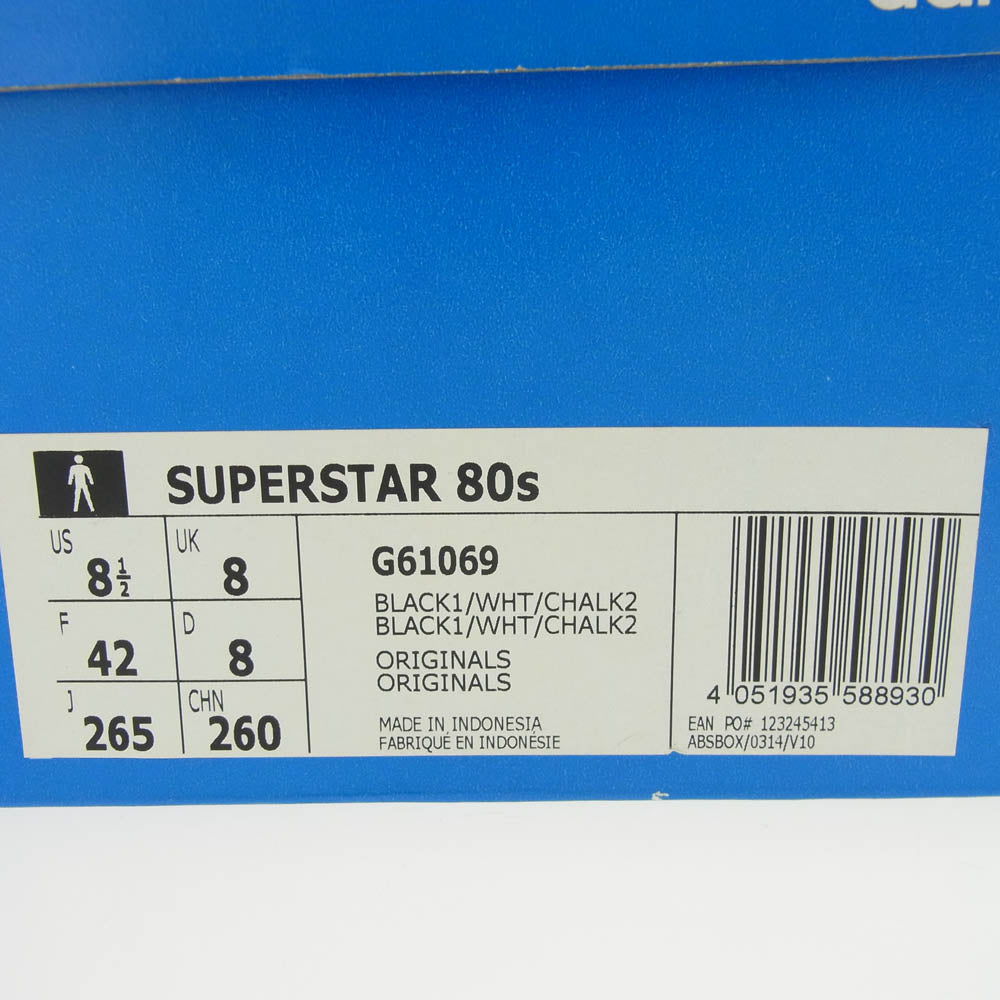 SUPERSTAR 80s
US 8½ UK 8
F 42 D 8
J 265 CHN 260
G61069
BLACK1/WHT/CHALK2
BLACK1/WHT/CHALK2
ORIGINALS
ORIGINALS
MADE IN INDONESIA
FABRIQUÉ EN INDONÉSIE
4 051935 588930
EAN PO# 123245413
ABSBOX/0314/V10